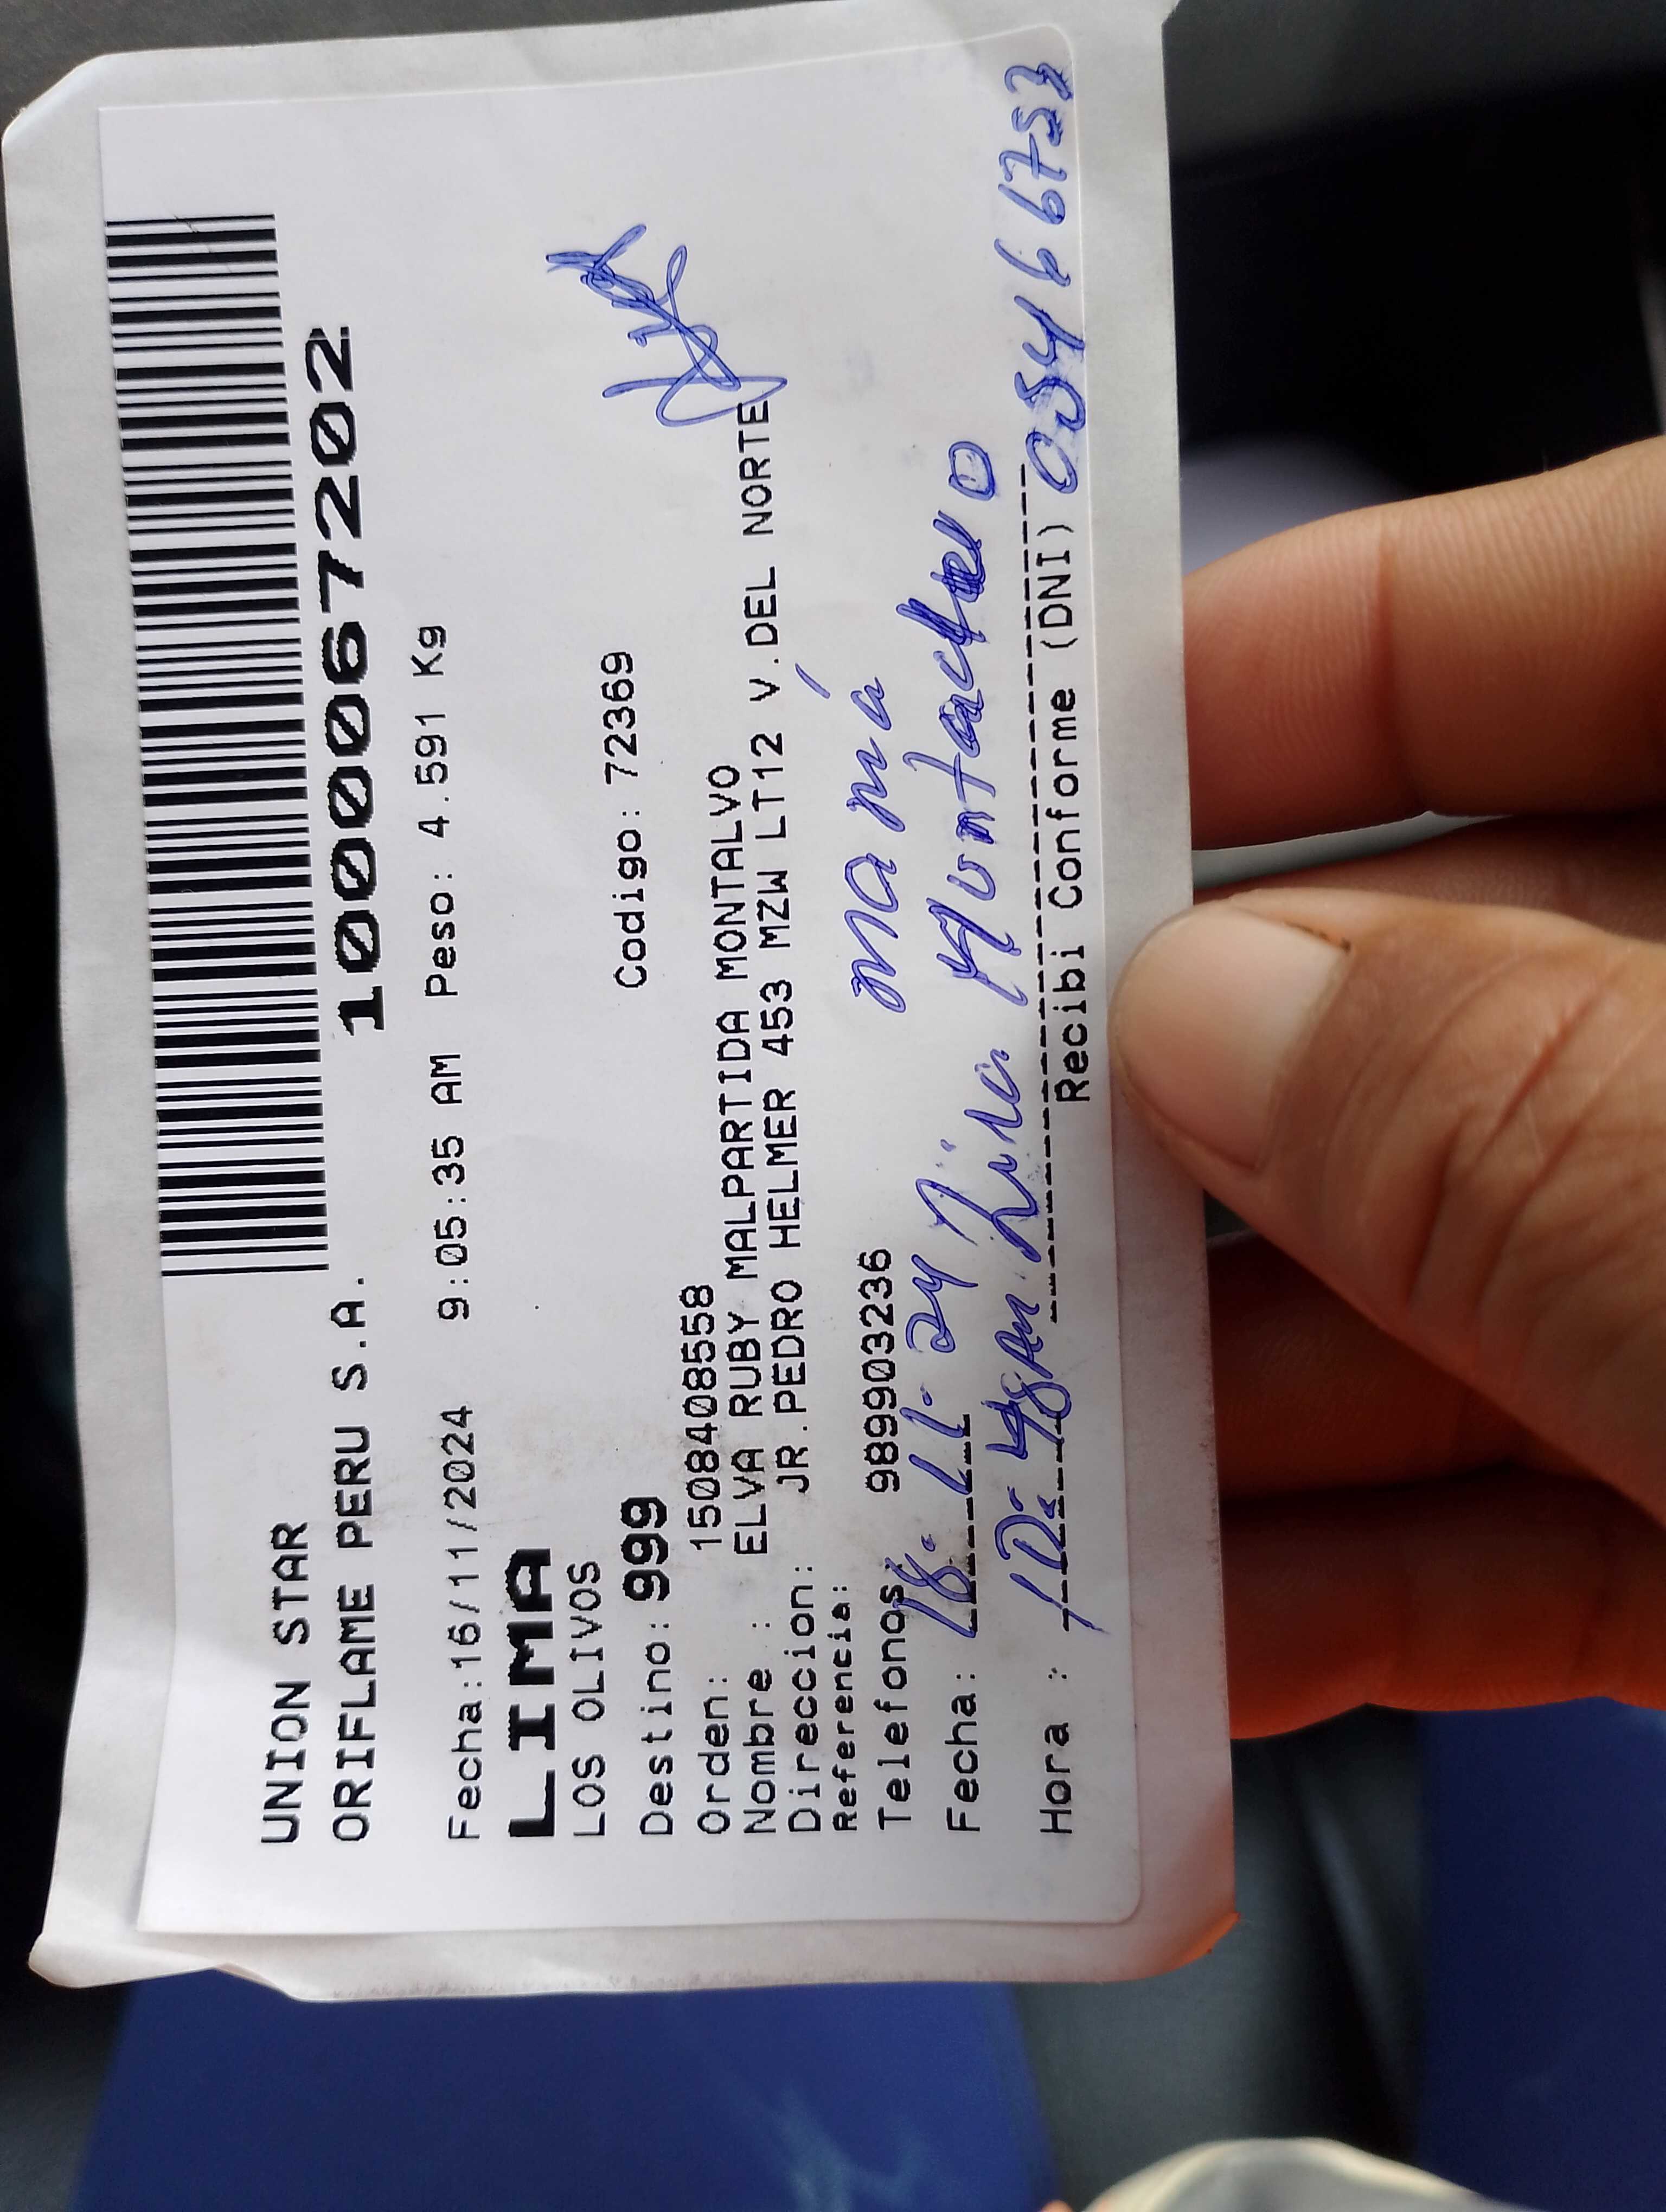 UNION STAR
ORIFLAME PERU S.A.
1000067202
Fecha:16/11/2024 9:05:35 AM Peso: 4.591 Kg
LIMA
LOS OLIVOS
Destino: 999 Codigo: 72369
Orden: 1508408558
Nombre : ELVA RUBY MALPARTIDA MONTALVO
Direccion: JR.PEDRO HELMER 453 MZW LT12 V.DEL NORTE
Referencia:
Telefonos: 989903236
mamá
Fecha: 18. 11. 24
Hora :
Recibi Conforme (DNI)